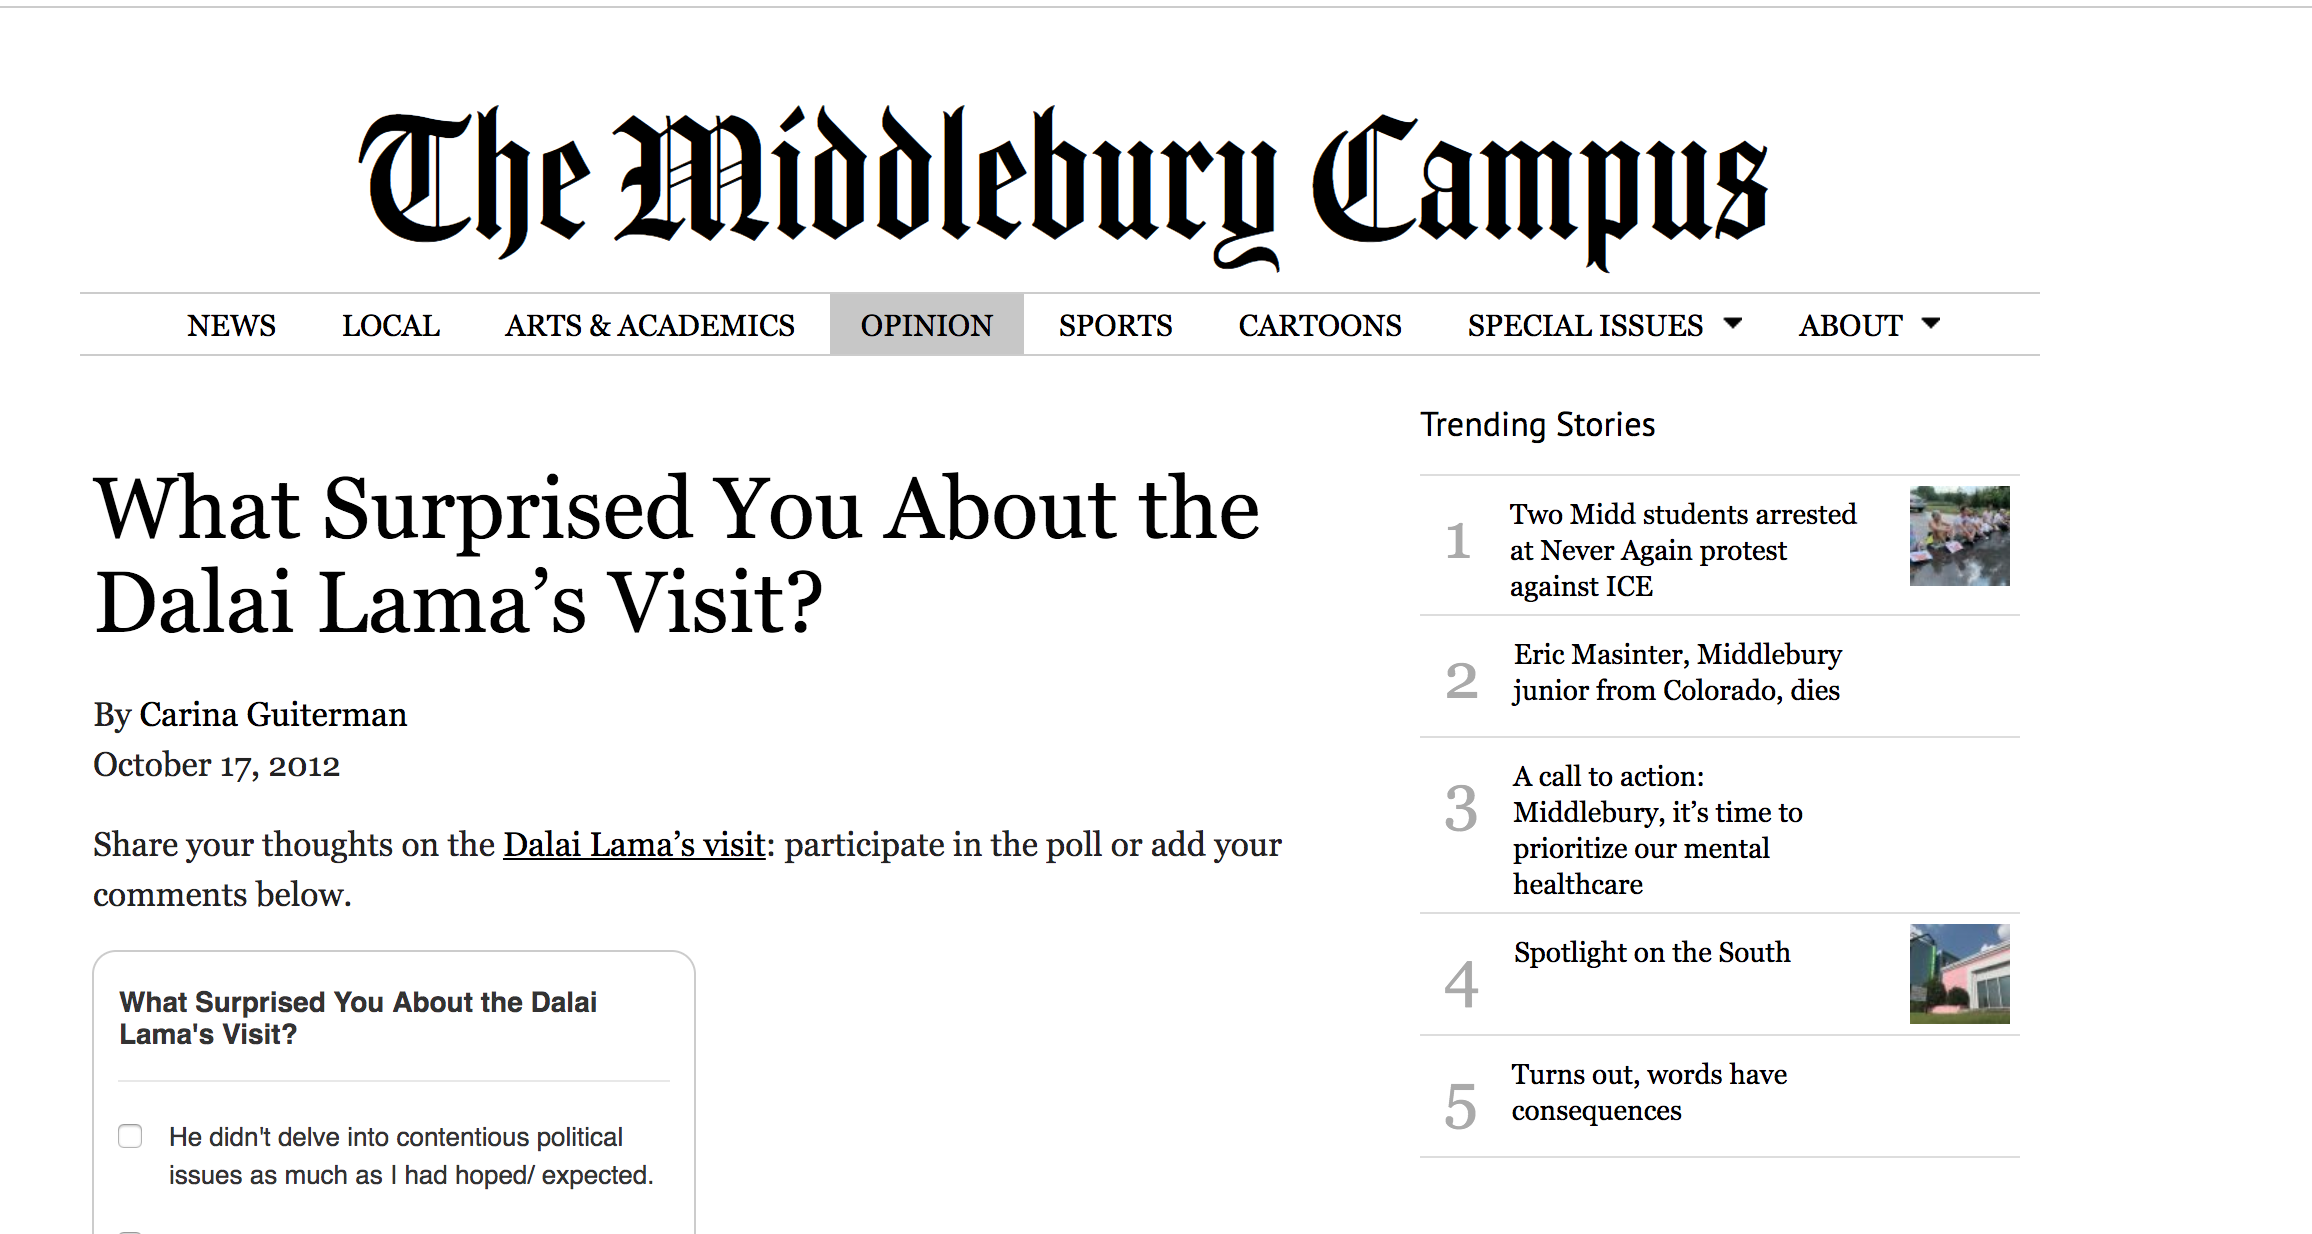 The Middlebury Campus
NEWS LOCAL ARTS & ACADEMICS OPINION SPORTS CARTOONS SPECIAL ISSUES ABOUT
What Surprised You About the
Dalai Lama’s Visit?
By Carina Guiterman
October 17, 2012
Share your thoughts on the Dalai Lama’s visit: participate in the poll or add your
comments below.
What Surprised You About the Dalai
Lama's Visit?
He didn't delve into contentious political
issues as much as I had hoped/ expected.
Trending Stories
1
Two Midd students arrested
at Never Again protest
against ICE
2
Eric Masinter, Middlebury
junior from Colorado, dies
3
A call to action:
Middlebury, it’s time to
prioritize our mental
healthcare
4
Spotlight on the South
5
Turns out, words have
consequences